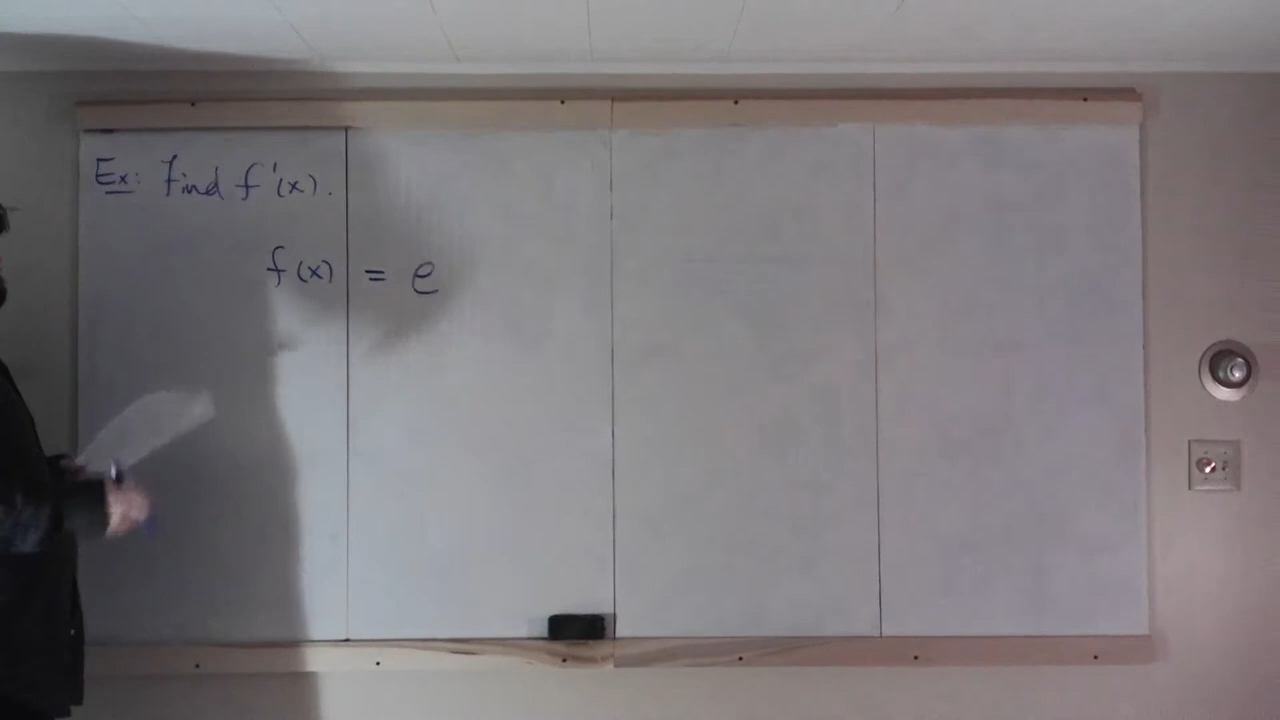 Ex: Find f'(x).
f(x) = e